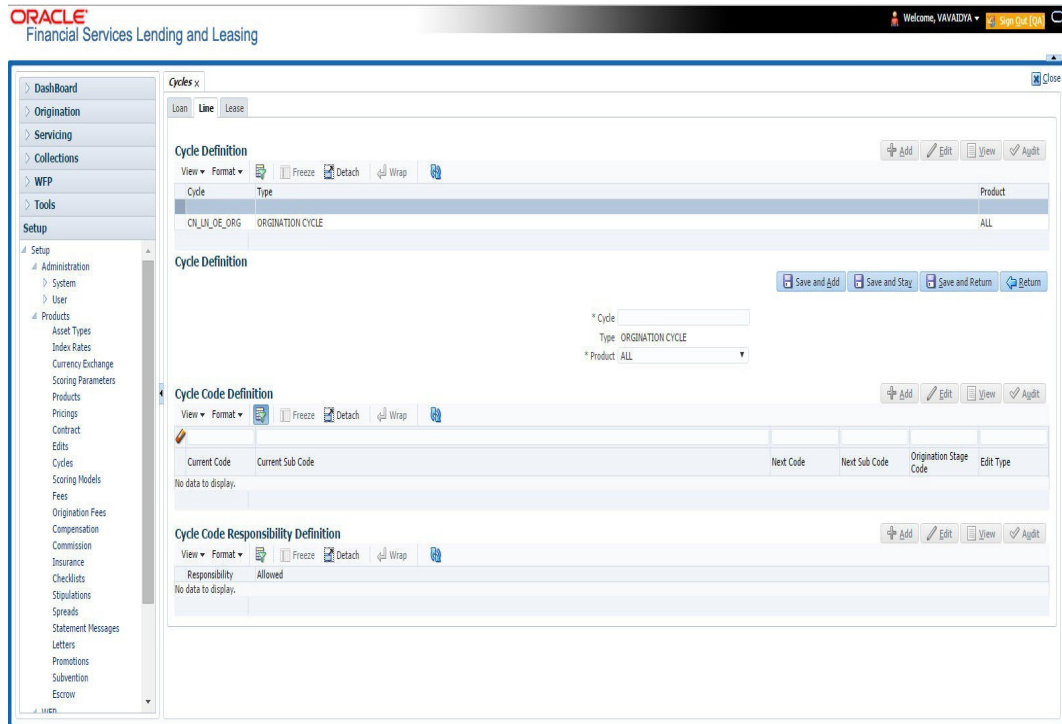 ORACLE
Financial Services Lending and Leasing
Welcome, VAVAIDYA
Sign Out [QA]
DashBoard
Origination
Servicing
Collections
WFP
Tools
Setup
Setup
Administration
System
User
Products
Asset Types
Index Rates
Currency Exchange
Scoring Parameters
Products
Pricings
Contract
Edits
Cycles
Scoring Models
Fees
Origination Fees
Compensation
Commission
Insurance
Checklists
Stipulations
Spreads
Statement Messages
Letters
Promotions
Subvention
Escrow
WFP
Cycles x
Close
Loan Line Lease
Cycle Definition
Add Edit View Audit
View Format Freeze Detach Wrap
Cycle Type Product
CN_LN_OE_ORG ORGINATION CYCLE ALL
Cycle Definition
Save and Add Save and Stay Save and Return Return
* Cycle
Type ORGINATION CYCLE
* Product ALL
Cycle Code Definition
Add Edit View Audit
View Format Freeze Detach Wrap
Current Code Current Sub Code Next Code Next Sub Code Origination Stage Code Edit Type
No data to display.
Cycle Code Responsibility Definition
Add Edit View Audit
View Format Freeze Detach Wrap
Responsibility Allowed
No data to display.